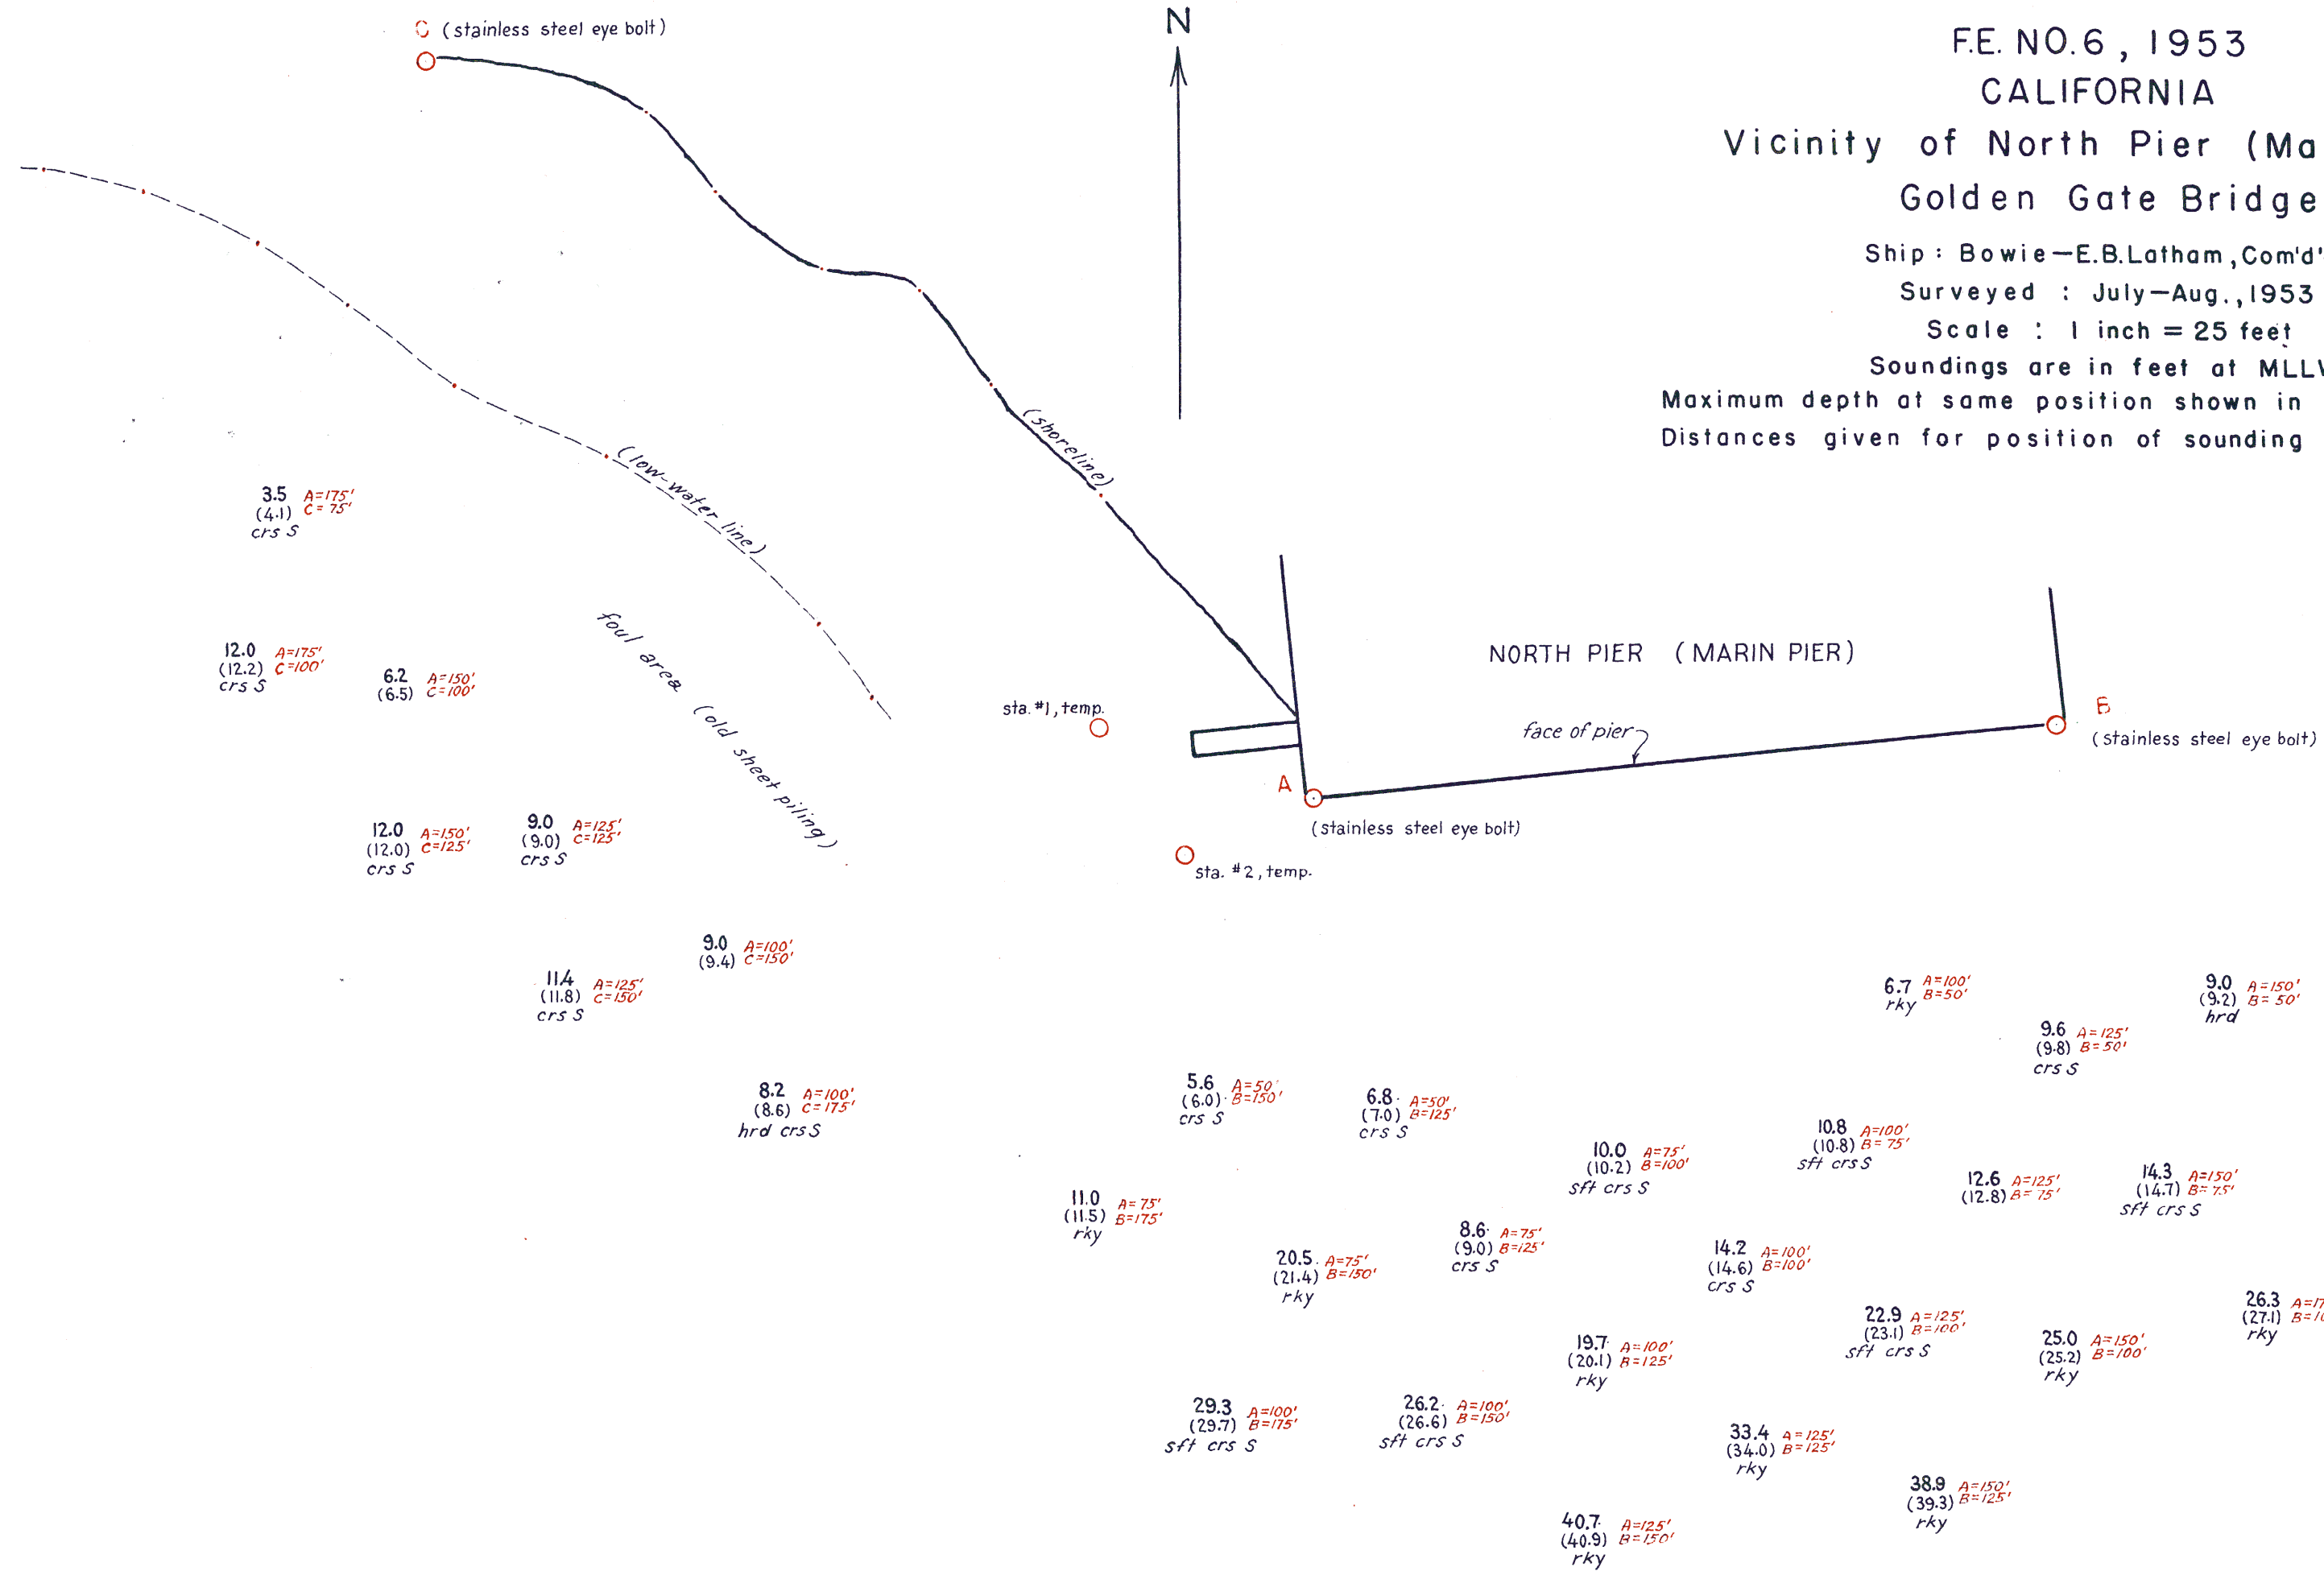 C (stainless steel eye bolt)
N
F.E. NO. 6, 1953
CALIFORNIA
Vicinity of North Pier (Ma
Golden Gate Bridge
Ship : Bowie—E.B. Latham, Com'd'
Surveyed : July—Aug., 1953
Scale : 1 inch = 25 feet
Soundings are in feet at MLLW
Maximum depth at same position shown in
Distances given for position of sounding
(shoreline)
(low-water line)
3.5 A=175'
(4.1) C=75'
crs S
foul area (old sheet piling)
12.0 A=175'
(12.2) C=100'
crs S
6.2 A=150'
(6.5) C=100'
NORTH PIER (MARIN PIER)
sta. #1, temp.
face of pier
B
(stainless steel eye bolt)
A
(stainless steel eye bolt)
sta. #2, temp.
12.0 A=150'
(12.0) C=125'
crs S
9.0 A=125'
(9.0) C=125'
crs S
9.0 A=100'
(9.4) C=150'
11.4 A=125'
(11.8) C=150'
crs S
6.7 A=100'
B=50'
rky
9.0 A=150'
(9.2) B=50'
hrd
9.6 A=125'
(9.8) B=50'
crs S
8.2 A=100'
(8.6) C=175'
hrd crs S
5.6 A=50'
(6.0) B=150'
crs S
6.8 A=50'
(7.0) B=125'
crs S
10.0 A=75'
(10.2) B=100'
sft crs S
10.8 A=100'
(10.8) B=75'
sft crs S
12.6 A=125'
(12.8) B=75'
14.3 A=150'
(14.7) B=75'
sft crs S
11.0 A=75'
(11.5) B=175'
rky
20.5 A=75'
(21.4) B=150'
rky
8.6 A=75'
(9.0) B=125'
crs S
14.2 A=100'
(14.6) B=100'
crs S
22.9 A=125'
(23.1) B=100'
sft crs S
25.0 A=150'
(25.2) B=100'
rky
26.3 A=17
(27.1) B=10
rky
19.7 A=100'
(20.1) B=125'
rky
29.3 A=100'
(29.7) B=175'
sft crs S
26.2 A=100'
(26.6) B=150'
sft crs S
33.4 A=125'
(34.0) B=125'
rky
38.9 A=150'
(39.3) B=125'
rky
40.7 A=125'
(40.9) B=150'
rky